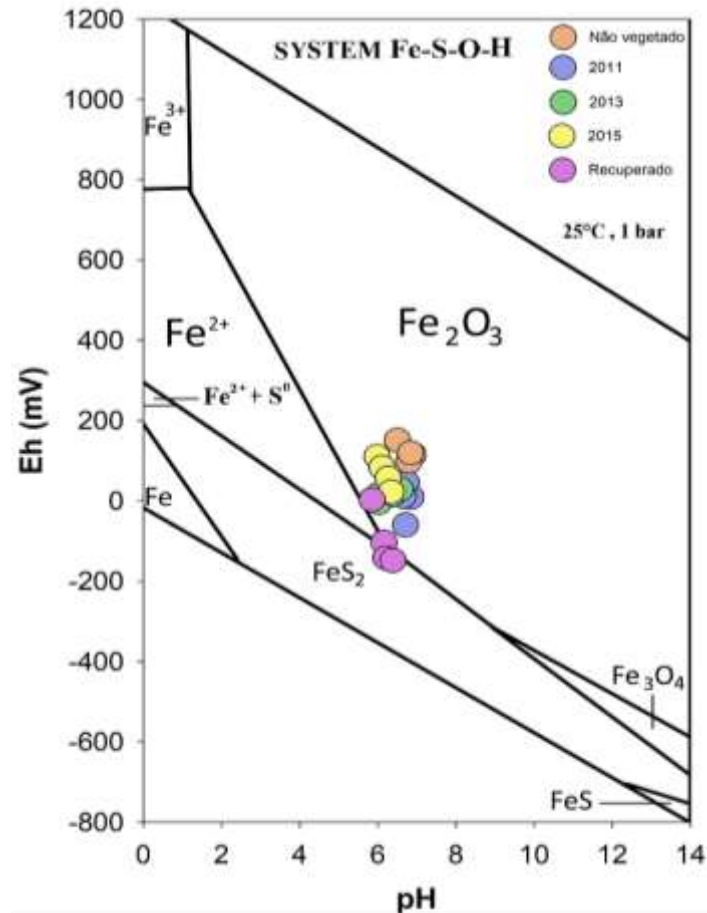 SYSTEM Fe-S-O-H
Não vegetado
2011
2013
2015
Recuperado
25°C , 1 bar
Fe3+
Fe2+
Fe2O3
Fe2+ + S0
Fe
FeS2
Fe3O4
FeS
Eh (mV)
1200
1000
800
600
400
200
0
-200
-400
-600
-800
0
2
4
6
8
10
12
14
pH